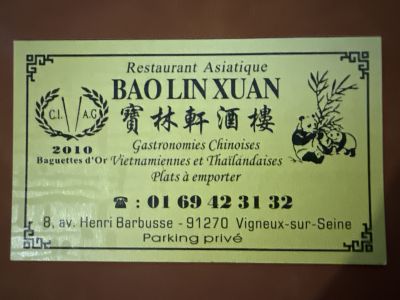 Restaurant Asiatique
BAO LIN XUAN
寶林軒酒樓
C.I. A.G
2010
Baguettes d'Or
Gastronomies Chinoises
Vietnamiennes et Thaïlandaises
Plats à emporter
☎ : 01 69 42 31 32
8, av. Henri Barbusse - 91270 Vigneux-sur-Seine
Parking privé